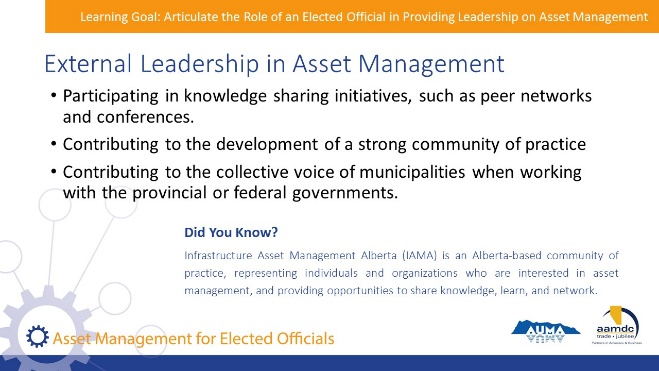 Learning Goal: Articulate the Role of an Elected Official in Providing Leadership on Asset Management
External Leadership in Asset Management
• Participating in knowledge sharing initiatives, such as peer networks
and conferences.
• Contributing to the development of a strong community of practice
• Contributing to the collective voice of municipalities when working
with the provincial or federal governments.
Did You Know?
Infrastructure Asset Management Alberta (IAMA) is an Alberta-based community of
practice, representing individuals and organizations who are interested in asset
management, and providing opportunities to share knowledge, learn, and network.
Asset Management for Elected Officials
AUMA
aamdc
trade • jubilee